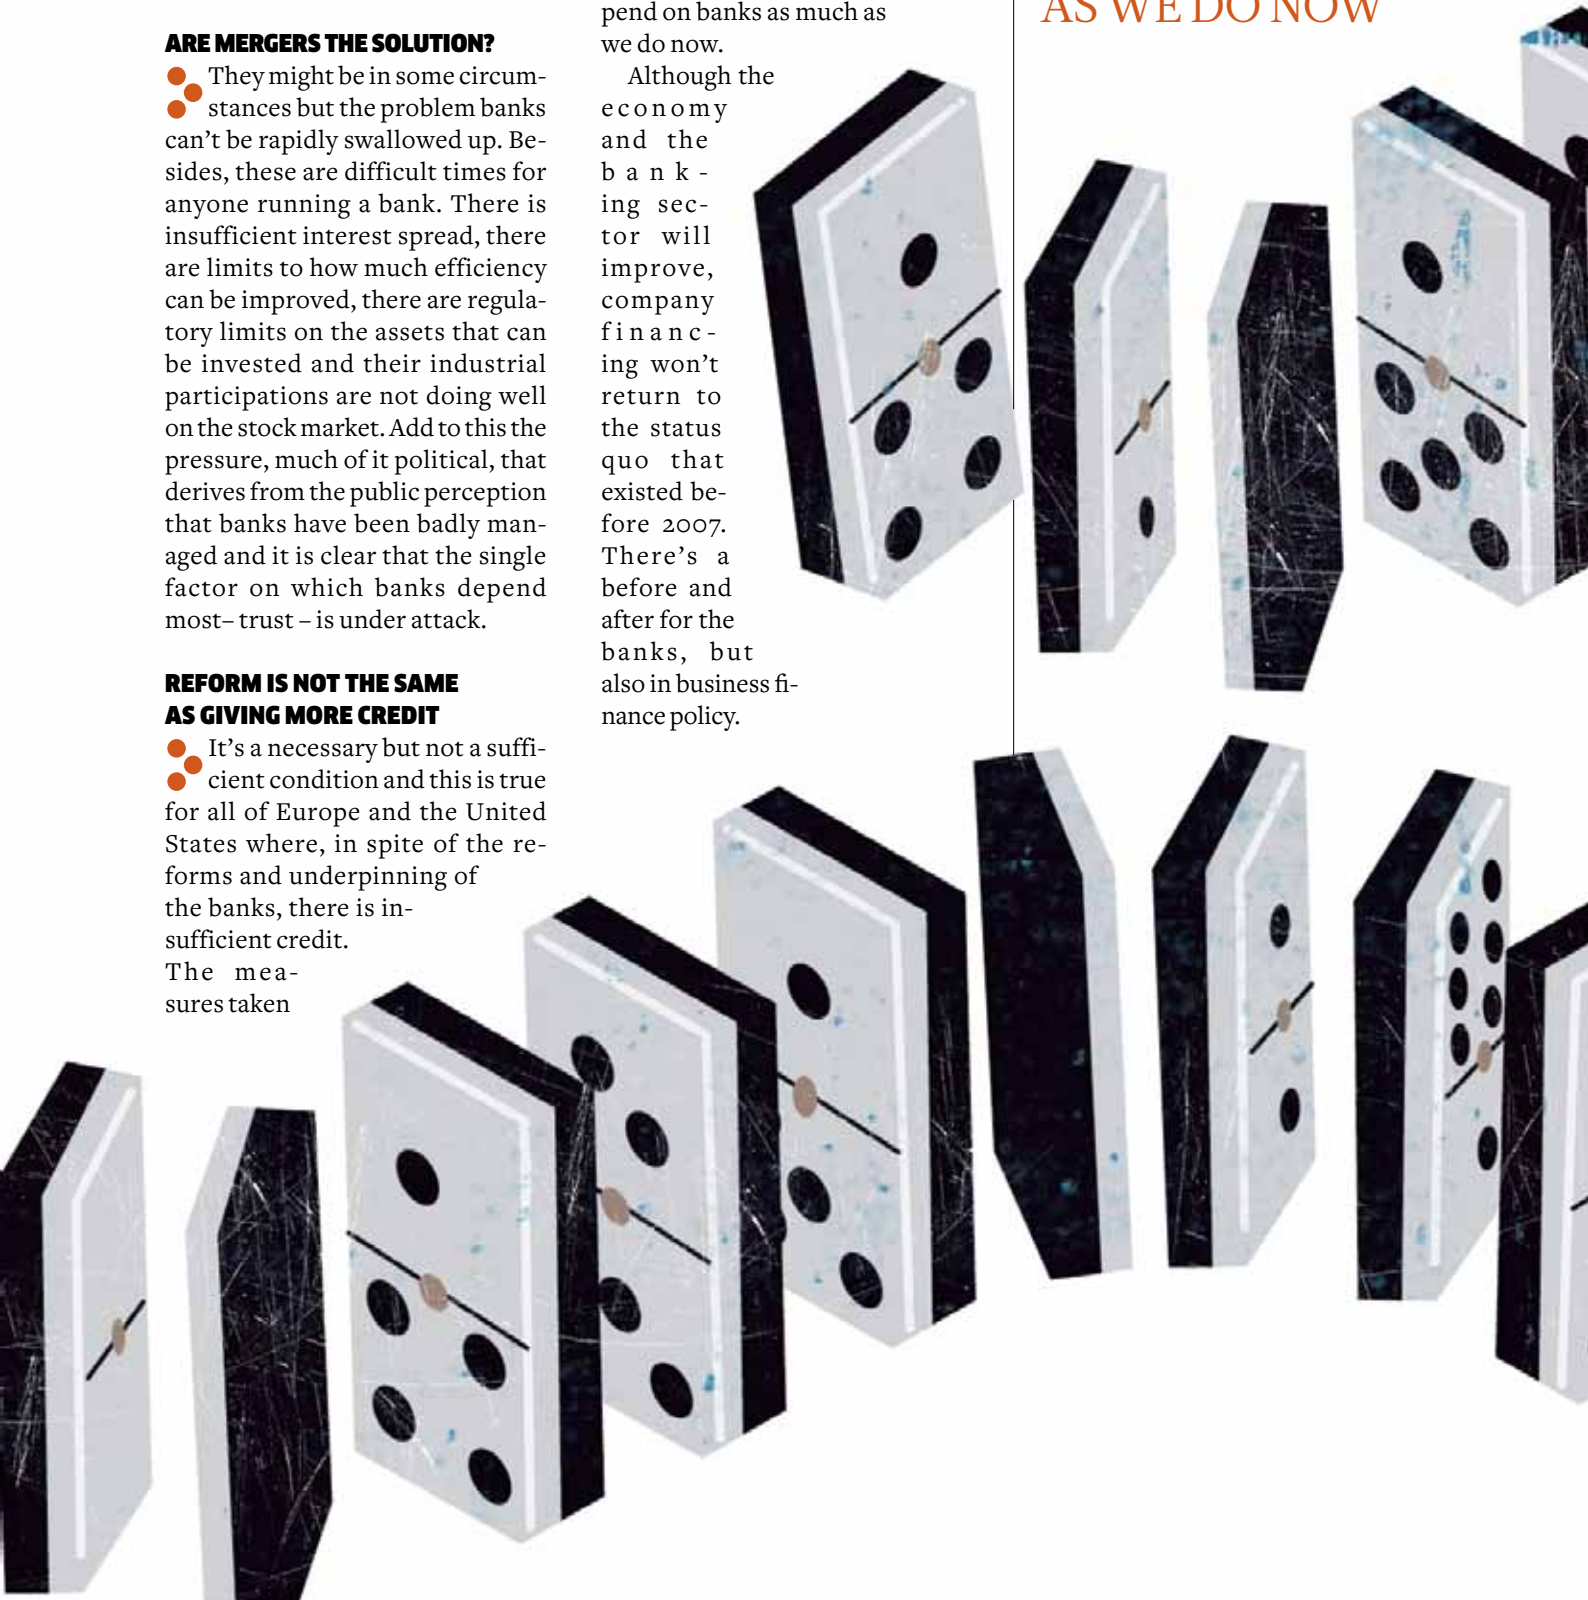 ARE MERGERS THE SOLUTION?
They might be in some circum-
stances but the problem banks
can't be rapidly swallowed up. Be-
sides, these are difficult times for
anyone running a bank. There is
insufficient interest spread, there
are limits to how much efficiency
can be improved, there are regula-
tory limits on the assets that can
be invested and their industrial
participations are not doing well
on the stock market. Add to this the
pressure, much of it political, that
derives from the public perception
that banks have been badly man-
aged and it is clear that the single
factor on which banks depend
most– trust – is under attack.
REFORM IS NOT THE SAME
AS GIVING MORE CREDIT
It's a necessary but not a suffi-
cient condition and this is true
for all of Europe and the United
States where, in spite of the re-
forms and underpinning of
the banks, there is in-
sufficient credit.
The mea-
sures taken
pend on banks as much as
we do now.
Although the
economy
and the
bank-
ing sec-
tor will
improve,
company
financ-
ing won't
return to
the status
quo that
existed be-
fore 2007.
There's a
before and
after for the
banks, but
also in business fi-
nance policy.
AS WE DO NOW